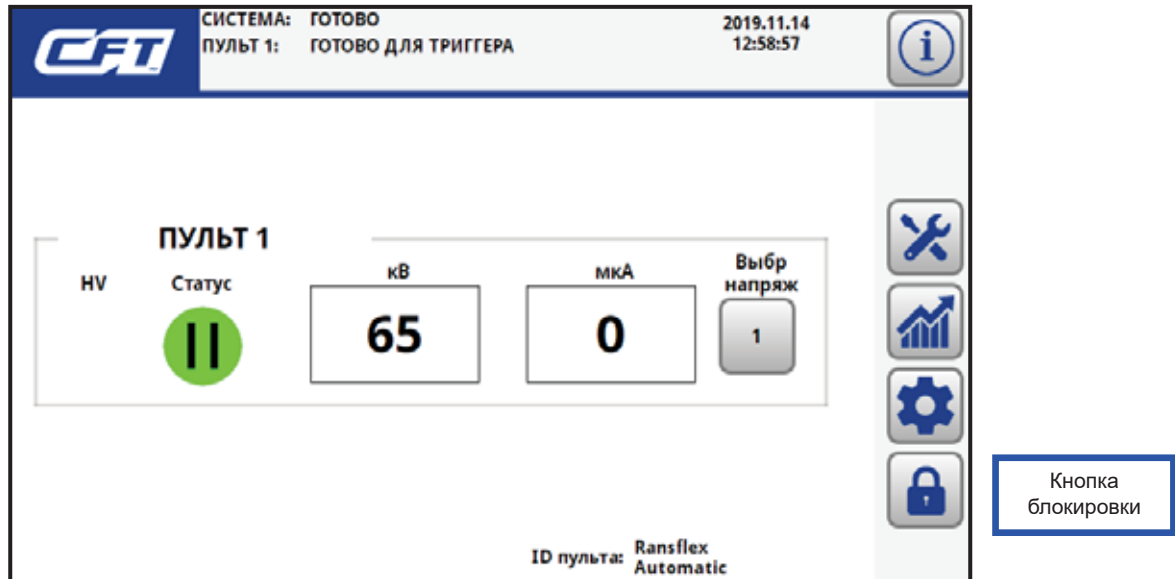 CFT
СИСТЕМА: ГОТОВО
ПУЛЬТ 1: ГОТОВО ДЛЯ ТРИГГЕРА
2019.11.14
12:58:57
i
ПУЛЬТ 1
HV
Статус
кВ
мкА
Выбр
напряж
65
0
1
Кнопка
блокировки
ID пульта: Ransflex
Automatic